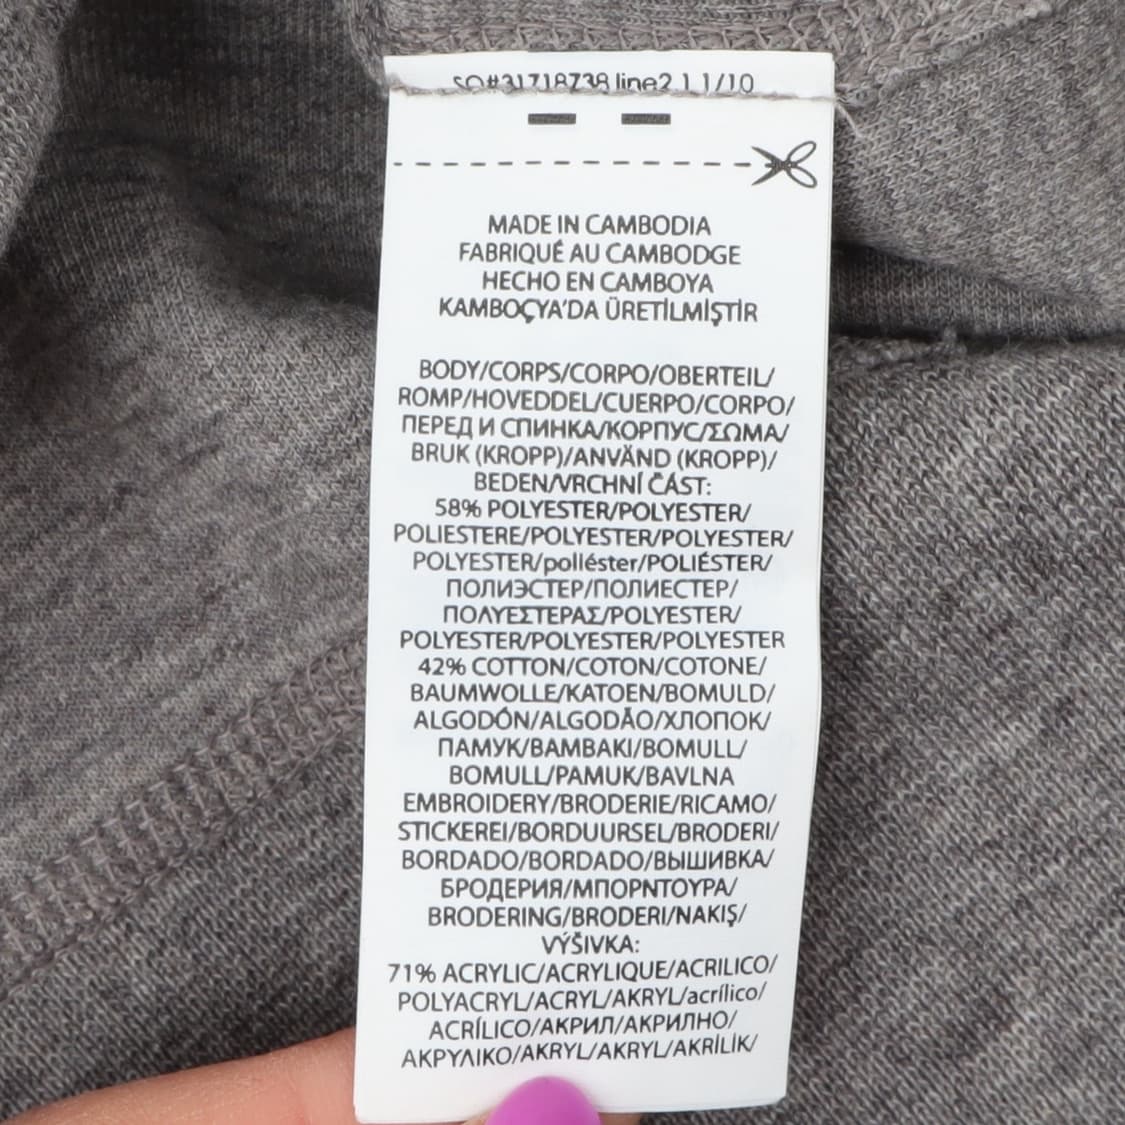 SO#31718738 line2.1 1/10
MADE IN CAMBODIA
FABRIQUÉ AU CAMBODGE
HECHO EN CAMBOYA
KAMBOÇYA'DA ÜRETİLMİŞTİR
BODY/CORPS/CORPO/OBERTEIL/
ROMP/HOVEDDEL/CUERPO/CORPO/
ПЕРЕД И СПИНКА/КОРПУС/ΣΩΜΑ/
BRUK (KROPP)/ANVÄND (KROPP)/
BEDEN/VRCHNÍ ČÁST:
58% POLYESTER/POLYESTER/
POLIESTERE/POLYESTER/POLYESTER/
POLYESTER/poliéster/POLIÉSTER/
ПОЛИЭСТЕР/ПОЛИЕСТЕР/
ΠΟΛΥΕΣΤΕΡΑΣ/POLYESTER/
POLYESTER/POLYESTER/POLYESTER
42% COTTON/COTON/COTONE/
BAUMWOLLE/KATOEN/BOMULD/
ALGODÓN/ALGODÃO/ХЛОПОК/
ПАМУК/ΒΑΜΒΑΚΙ/BOMULL/
BOMULL/PAMUK/BAVLNA
EMBROIDERY/BRODERIE/RICAMO/
STICKEREI/BORDUURSEL/BRODERI/
BORDADO/BORDADO/ВЫШИВКА/
БРОДЕРИЯ/ΜΠΟΡΝΤΟΥΡΑ/
BRODERING/BRODERI/NAKIŞ/
VÝŠIVKA:
71% ACRYLIC/ACRYLIQUE/ACRILICO/
POLYACRYL/ACRYL/AKRYL/acrílico/
ACRÍLICO/АКРИЛ/АКРИЛНО/
ΑΚΡΥΛΙΚΟ/AKRYL/AKRYL/AKRİLİK/